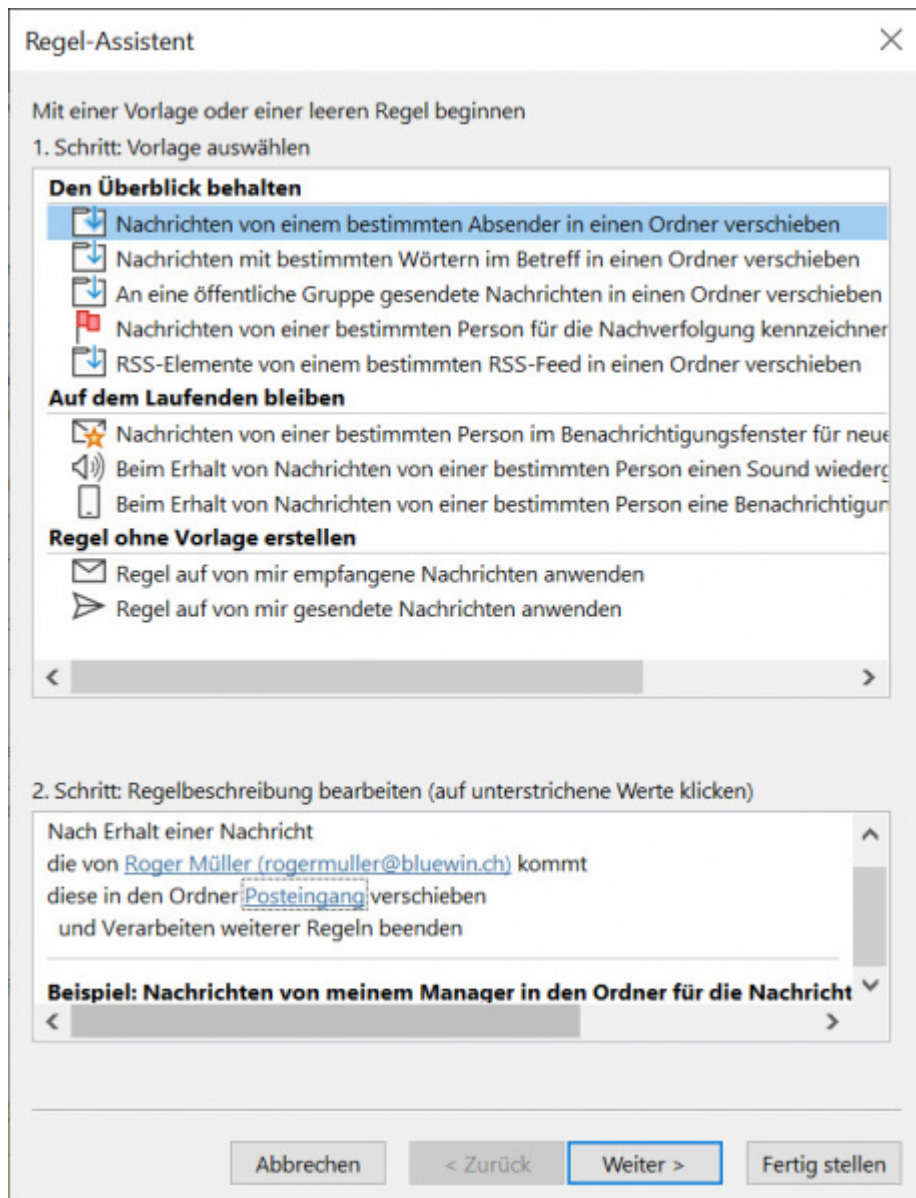 Regel-Assistent
Mit einer Vorlage oder einer leeren Regel beginnen
1. Schritt: Vorlage auswählen
Den Überblick behalten
Nachrichten von einem bestimmten Absender in einen Ordner verschieben
Nachrichten mit bestimmten Wörtern im Betreff in einen Ordner verschieben
An eine öffentliche Gruppe gesendete Nachrichten in einen Ordner verschieben
Nachrichten von einer bestimmten Person für die Nachverfolgung kennzeichner
RSS-Elemente von einem bestimmten RSS-Feed in einen Ordner verschieben
Auf dem Laufenden bleiben
Nachrichten von einer bestimmten Person im Benachrichtigungsfenster für neue
Beim Erhalt von Nachrichten von einer bestimmten Person einen Sound wiederg
Beim Erhalt von Nachrichten von einer bestimmten Person eine Benachrichtigun
Regel ohne Vorlage erstellen
Regel auf von mir empfangene Nachrichten anwenden
Regel auf von mir gesendete Nachrichten anwenden
2. Schritt: Regelbeschreibung bearbeiten (auf unterstrichene Werte klicken)
Nach Erhalt einer Nachricht
die von Roger Müller (rogermuller@bluewin.ch) kommt
diese in den Ordner Posteingang verschieben
und Verarbeiten weiterer Regeln beenden
Beispiel: Nachrichten von meinem Manager in den Ordner für die Nachricht
Abbrechen < Zurück Weiter > Fertig stellen